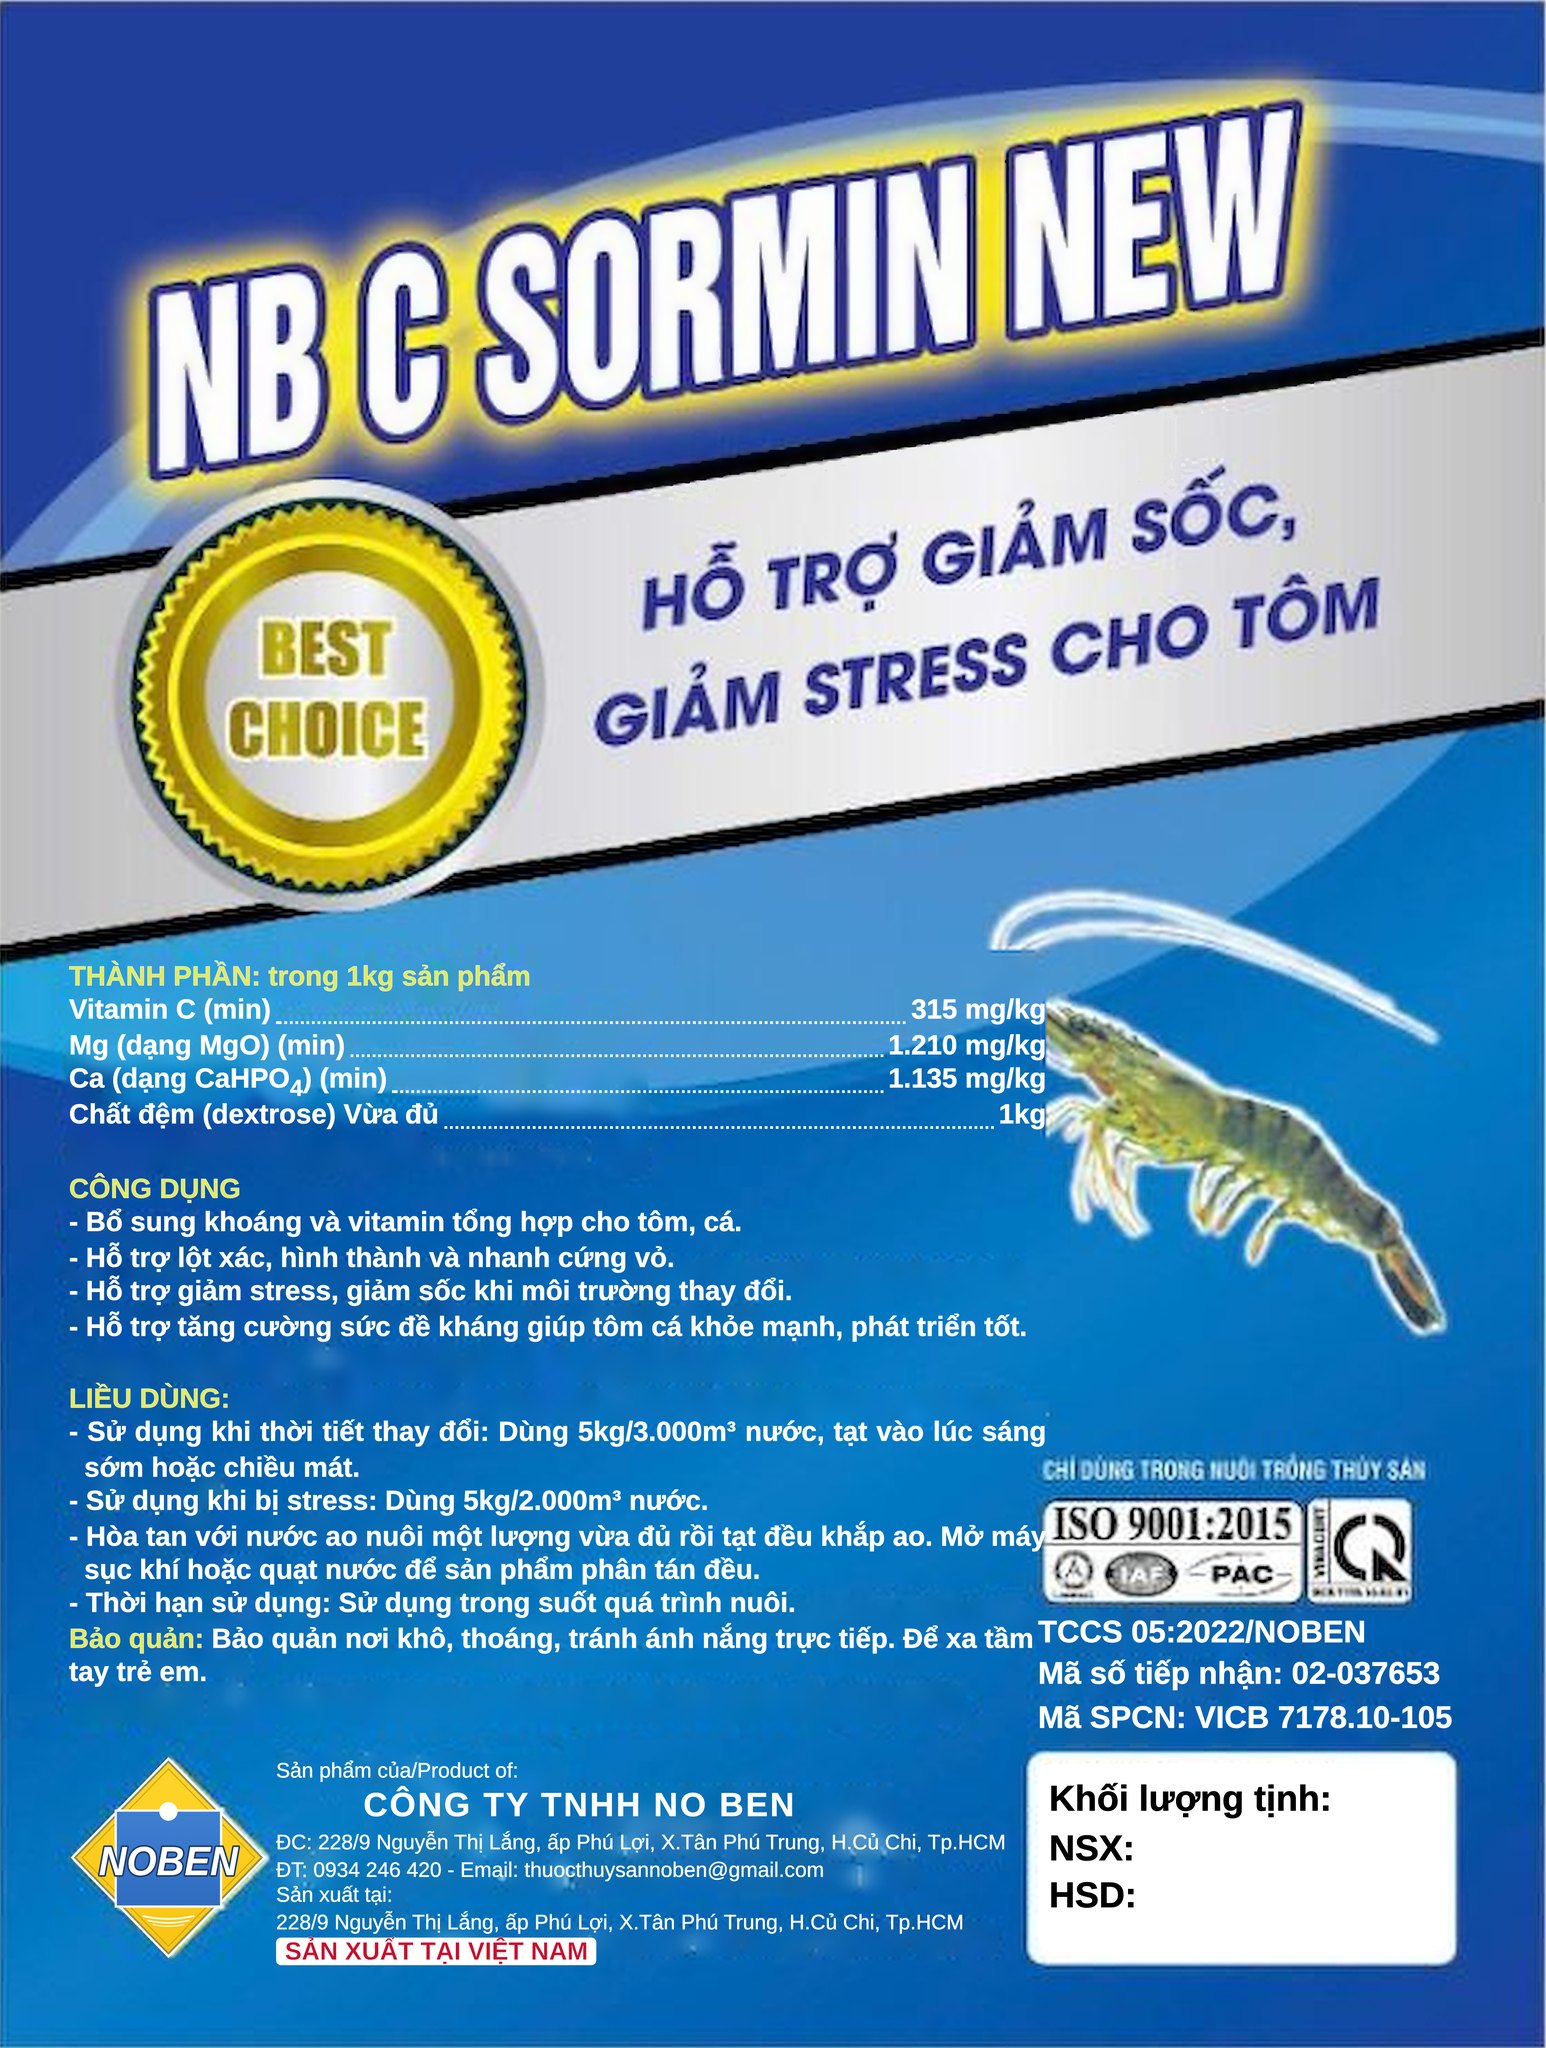 NB C SORMIN NEW
HỖ TRỢ GIẢM SỐC,
GIẢM STRESS CHO TÔM
BEST
CHOICE
THÀNH PHẦN: trong 1kg sản phẩm
Vitamin C (min) 315 mg/kg
Mg (dạng MgO) (min) 1.210 mg/kg
Ca (dạng CaHPO₄) (min) 1.135 mg/kg
Chất đệm (dextrose) Vừa đủ 1kg
CÔNG DỤNG
- Bổ sung khoáng và vitamin tổng hợp cho tôm, cá.
- Hỗ trợ lột xác, hình thành và nhanh cứng vỏ.
- Hỗ trợ giảm stress, giảm sốc khi môi trường thay đổi.
- Hỗ trợ tăng cường sức đề kháng giúp tôm cá khỏe mạnh, phát triển tốt.
LIỀU DÙNG:
- Sử dụng khi thời tiết thay đổi: Dùng 5kg/3.000m³ nước, tạt vào lúc sáng
sớm hoặc chiều mát.
- Sử dụng khi bị stress: Dùng 5kg/2.000m³ nước.
- Hòa tan với nước ao nuôi một lượng vừa đủ rồi tạt đều khắp ao. Mở máy
sục khí hoặc quạt nước để sản phẩm phân tán đều.
- Thời hạn sử dụng: Sử dụng trong suốt quá trình nuôi.
Bảo quản: Bảo quản nơi khô, thoáng, tránh ánh nắng trực tiếp. Để xa tầm
tay trẻ em.
CHỈ DÙNG TRONG NUÔI TRỒNG THỦY SẢN
ISO 9001:2015
IAF
PAC
TCCS 05:2022/NOBEN
Mã số tiếp nhận: 02-037653
Mã SPCN: VICB 7178.10-105
Khối lượng tịnh:
NSX:
HSD:
NOBEN
Sản phẩm của/Product of:
CÔNG TY TNHH NO BEN
ĐC: 228/9 Nguyễn Thị Lắng, ấp Phú Lợi, X.Tân Phú Trung, H.Củ Chi, Tp.HCM
ĐT: 0934 246 420 - Email: thuocthuysannoben@gmail.com
Sản xuất tại:
228/9 Nguyễn Thị Lắng, ấp Phú Lợi, X.Tân Phú Trung, H.Củ Chi, Tp.HCM
SẢN XUẤT TẠI VIỆT NAM